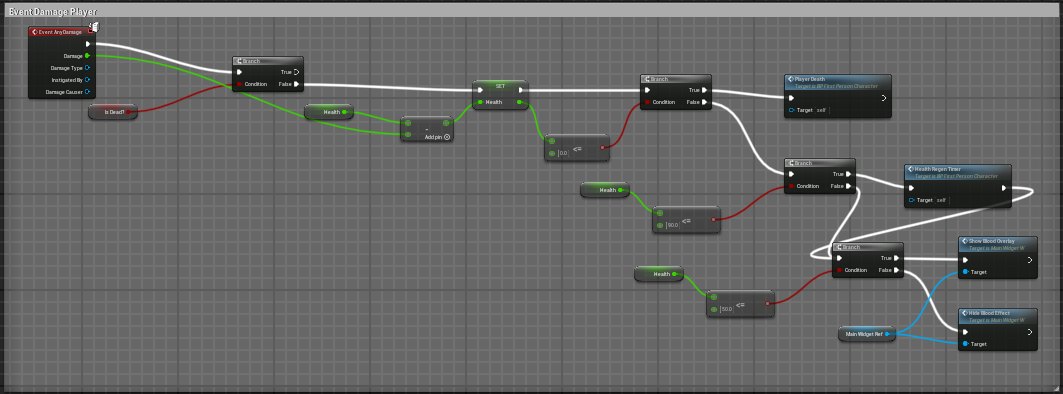 Event Damage Player
Event AnyDamage
Damage
Damage Type
Instigated By
Damage Causer
Is Dead?
Branch
True
Condition
False
Health
Add pin
SET
Health
0.0
<=
Branch
True
Condition
False
Player Death
Target is BP First Person Character
Target self
Health
90.0
<=
Branch
True
Condition
False
Health Regen Timer
Target is BP First Person Character
Target self
Health
50.0
<=
Branch
True
Condition
False
Show Blood Overlay
Target is Main Widget W
Target
Hide Blood Effect
Target is Main Widget W
Target
Main Widget Ref